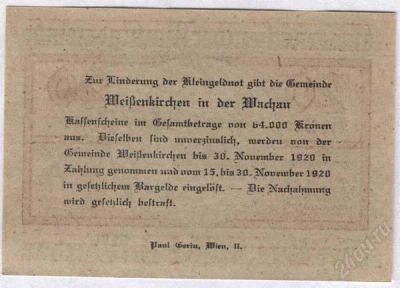 Zur Linderung der Kleingeldnot gibt die Gemeinde
Weißenkirchen in der Wachau
Kassenscheine im Gesamtbetrage von 64.000 Kronen
aus. Dieselben sind unverzinslich, werden von der
Gemeinde Weißenkirchen bis 30. November 1920 in
Zahlung genommen und vom 15. bis 30. November 1920
in gesetzlichem Bargelde eingelöst. — Die Nachahmung
wird gesetzlich bestraft.
Paul Gerin, Wien, II.
2409.ru